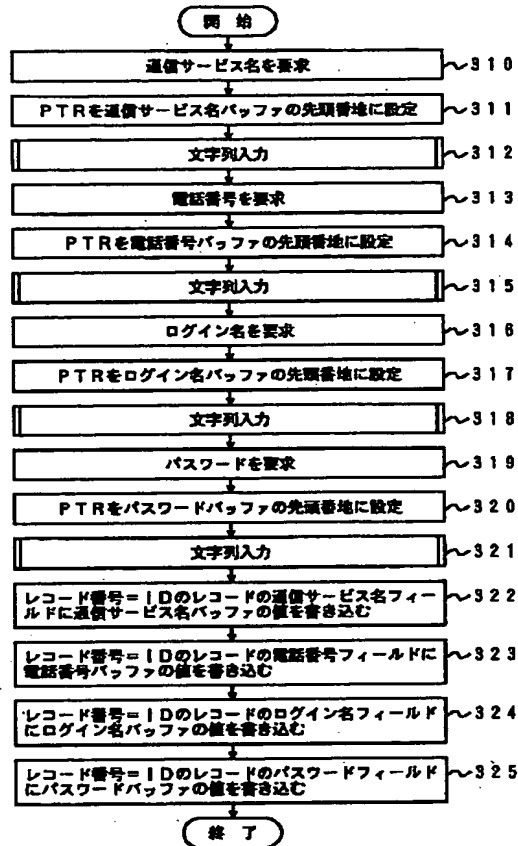 開 始
通信サービス名を要求 ～310
PTRを通信サービス名バッファの先頭番地に設定 ～311
文字列入力 ～312
電話番号を要求 ～313
PTRを電話番号バッファの先頭番地に設定 ～314
文字列入力 ～315
ログイン名を要求 ～316
PTRをログイン名バッファの先頭番地に設定 ～317
文字列入力 ～318
パスワードを要求 ～319
PTRをパスワードバッファの先頭番地に設定 ～320
文字列入力 ～321
レコード番号=IDのレコードの通信サービス名フィー ～322
ルドに通信サービス名バッファの値を書き込む
レコード番号=IDのレコードの電話番号フィールドに ～323
電話番号バッファの値を書き込む
レコード番号=IDのレコードのログイン名フィールド ～324
にログイン名バッファの値を書き込む
レコード番号=IDのレコードのパスワードフィールド ～325
にパスワードバッファの値を書き込む
終 了